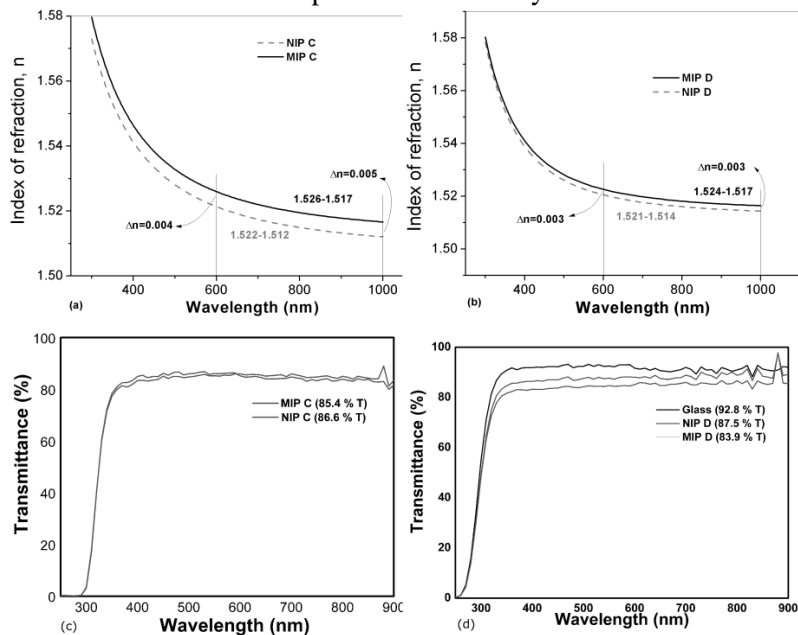 1.58
1.56
1.54
1.52
1.50
Index of refraction, n
NIP C
MIP C
Δn=0.005
1.526-1.517
Δn=0.004
1.522-1.512
400
600
800
1000
(a)
Wavelength (nm)
1.58
1.56
1.54
1.52
1.50
Index of refraction, n
MIP D
NIP D
Δn=0.003
1.524-1.517
Δn=0.003
1.521-1.514
400
600
800
1000
(b)
Wavelength (nm)
100
80
60
40
20
0
Transmittance (%)
MIP C (85.4 % T)
NIP C (86.6 % T)
300
400
500
600
700
800
900
(c)
Wavelength (nm)
100
80
60
40
20
0
Transmittance (%)
Glass (92.8 % T)
NIP D (87.5 % T)
MIP D (83.9 % T)
300
400
500
600
700
800
900
(d)
Wavelength (nm)